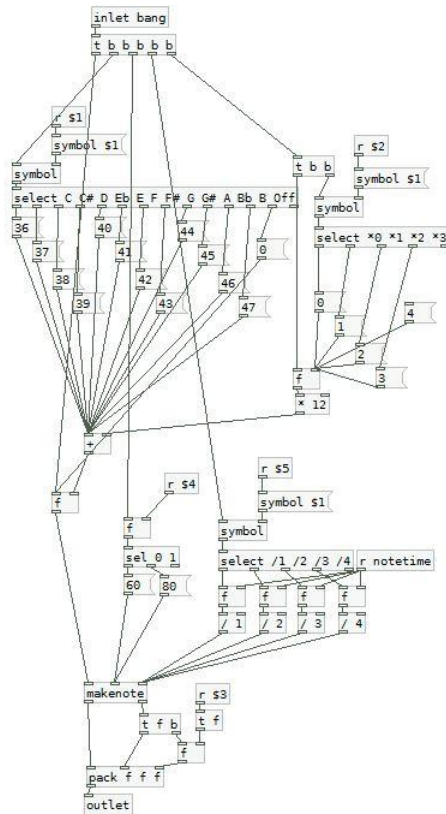 inlet bang
t b b b b b
r $1
symbol $1
symbol
select C C# D Eb E F F# G G# A Bb B Off
36
37
38
39
40
41
42
43
44
45
46
47
0
t b b
r $2
symbol $1
symbol
select *0 *1 *2 *3
0
1
2
3
4
f
* 12
+
f
r $4
f
sel 0 1
60
80
r $5
symbol $1
symbol
select /1 /2 /3 /4
r notetime
f
f
f
f
/ 1
/ 2
/ 3
/ 4
makenote
r $3
t f b
t f
f
pack f f f
outlet